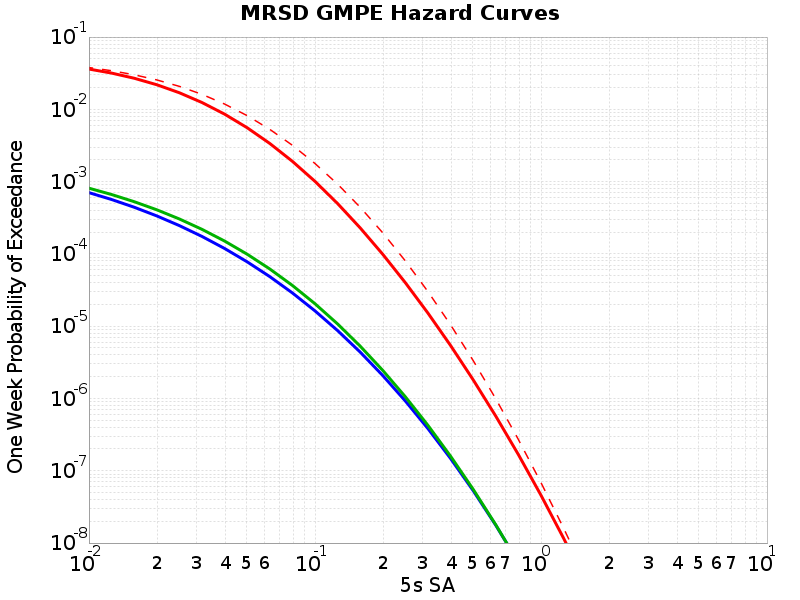 MRSD GMPE Hazard Curves
One Week Probability of Exceedance
10-1
10-2
10-3
10-4
10-5
10-6
10-7
10-8
10-2 2 3 4 5 6 10-1 2 3 4 5 6 7 100 2 3 4 5 6 7 101
5s SA